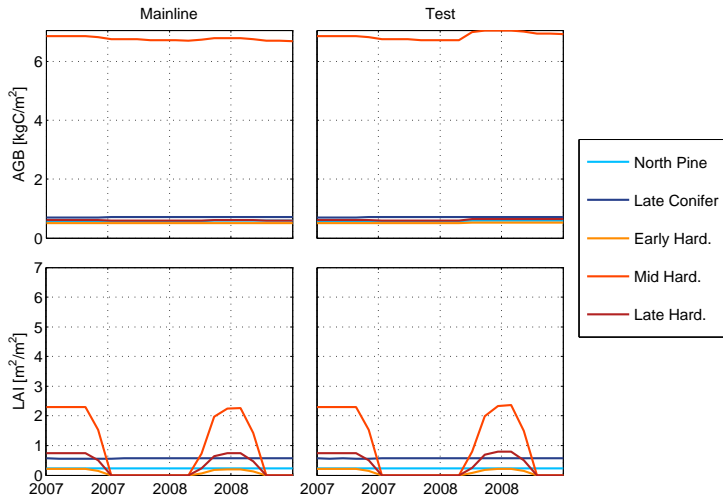 Mainline
Test
AGB [kgC/m²]
6
4
2
0
LAI [m²/m²]
7
6
5
4
3
2
1
0
2007 2007 2008 2008
2007 2007 2008 2008
North Pine
Late Conifer
Early Hard.
Mid Hard.
Late Hard.